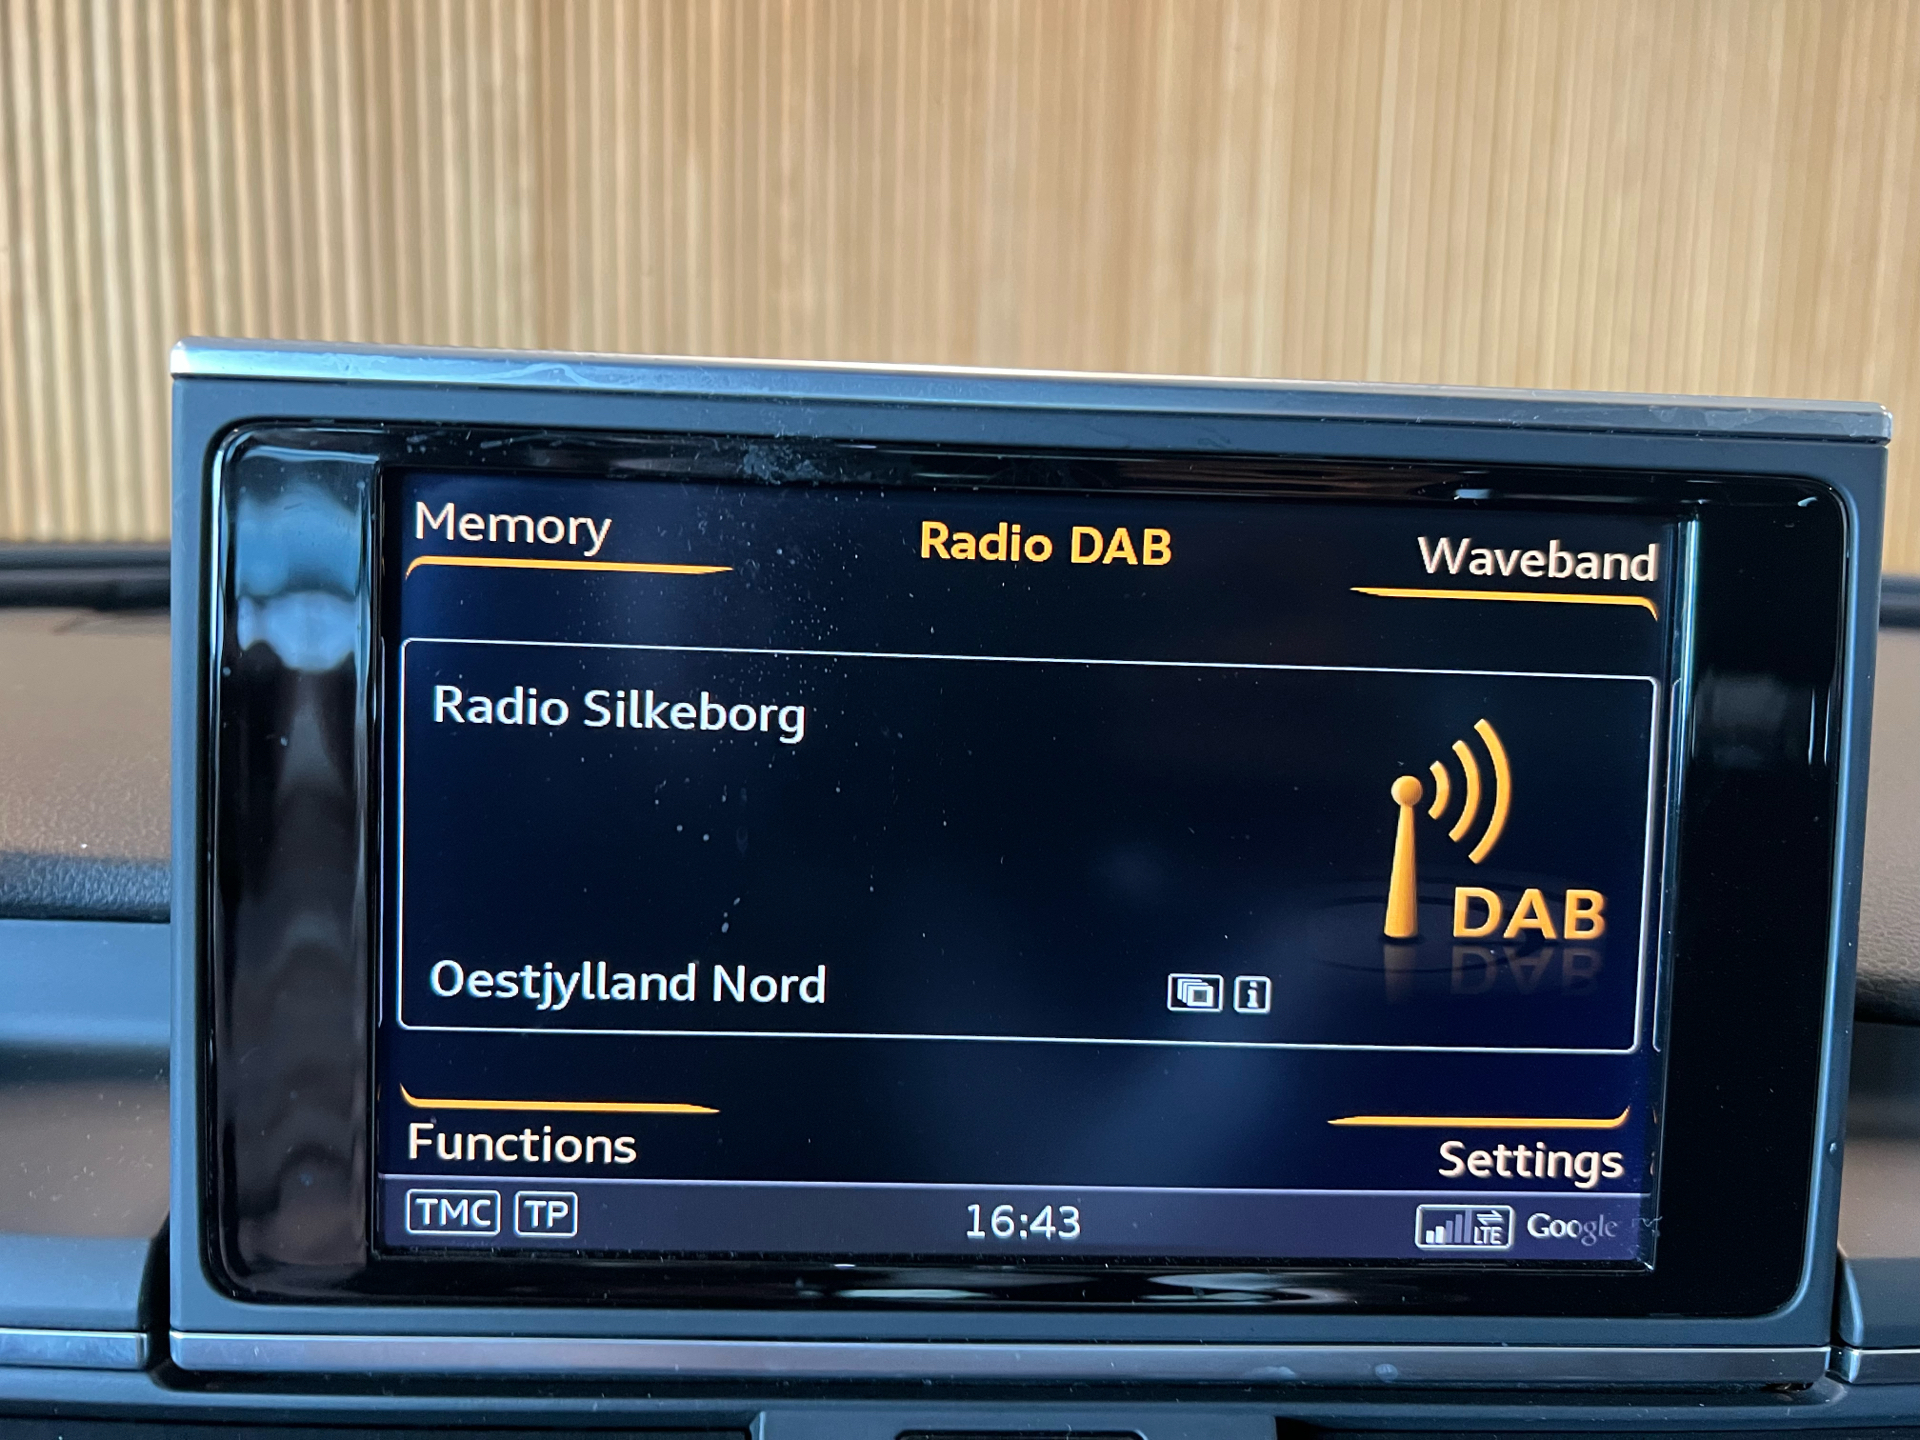 Memory
Radio DAB
Waveband
Radio Silkeborg
DAB
Oestjylland Nord
i
Functions
Settings
TMC
TP
16:43
LTE
Google